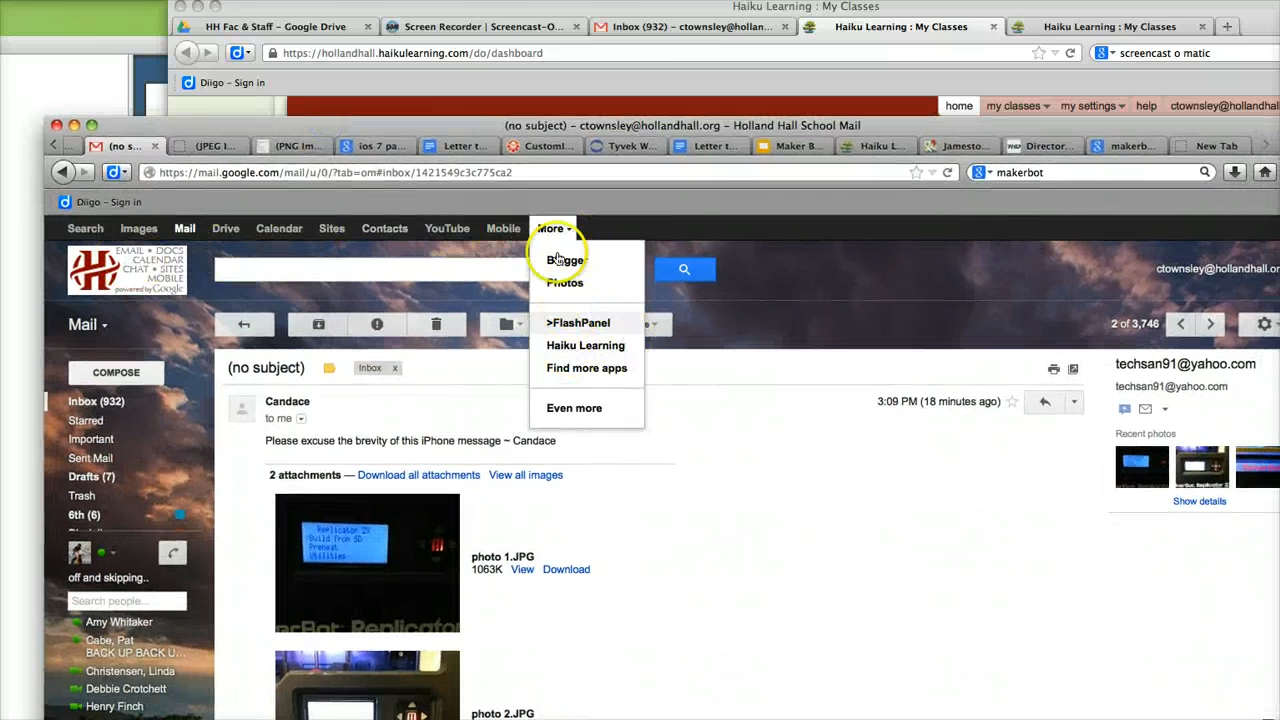 Haiku Learning : My Classes
HH Fac & Staff – Google Drive
Screen Recorder | Screencast-O...
Inbox (932) – ctownsley@hollan...
Haiku Learning : My Classes
Haiku Learning : My Classes
https://hollandhall.haikulearning.com/do/dashboard
screencast o matic
Diigo – Sign in
home
my classes
my settings
help
ctownsley@hollandhall
(no subject) – ctownsley@hollandhall.org – Holland Hall School Mail
(no s...
(JPEG I...
(PNG Im...
ios 7 pa...
Letter t...
CustomI...
Tyvek W...
Letter t...
Maker B...
Haiku L...
Jamesto...
Director...
makerb...
New Tab
https://mail.google.com/mail/u/0/?tab=om#inbox/1421549c3c775ca2
makerbot
Diigo – Sign in
Search Images Mail Drive Calendar Sites Contacts YouTube Mobile More
EMAIL • DOCS
CALENDAR
CHAT • SITES
MOBILE
powered by Google
Blogger
Photos
>FlashPanel
Haiku Learning
Find more apps
Even more
ctownsley@hollandhall.or
Mail
2 of 3,746
COMPOSE
Inbox (932)
Starred
Important
Sent Mail
Drafts (7)
Trash
6th (6)
off and skipping..
Search people...
Amy Whitaker
Cabe, Pat
BACK UP BACK U...
Christensen, Linda
Debbie Crotchett
Henry Finch
(no subject)
Inbox x
Candace
to me
3:09 PM (18 minutes ago)
Please excuse the brevity of this iPhone message ~ Candace
2 attachments — Download all attachments View all images
Replicator 2X
Build from SD
Preheat
Utilities
erBot Replicator
photo 1.JPG
1063K View Download
photo 2.JPG
techsan91@yahoo.com
techsan91@yahoo.com
Recent photos
Show details